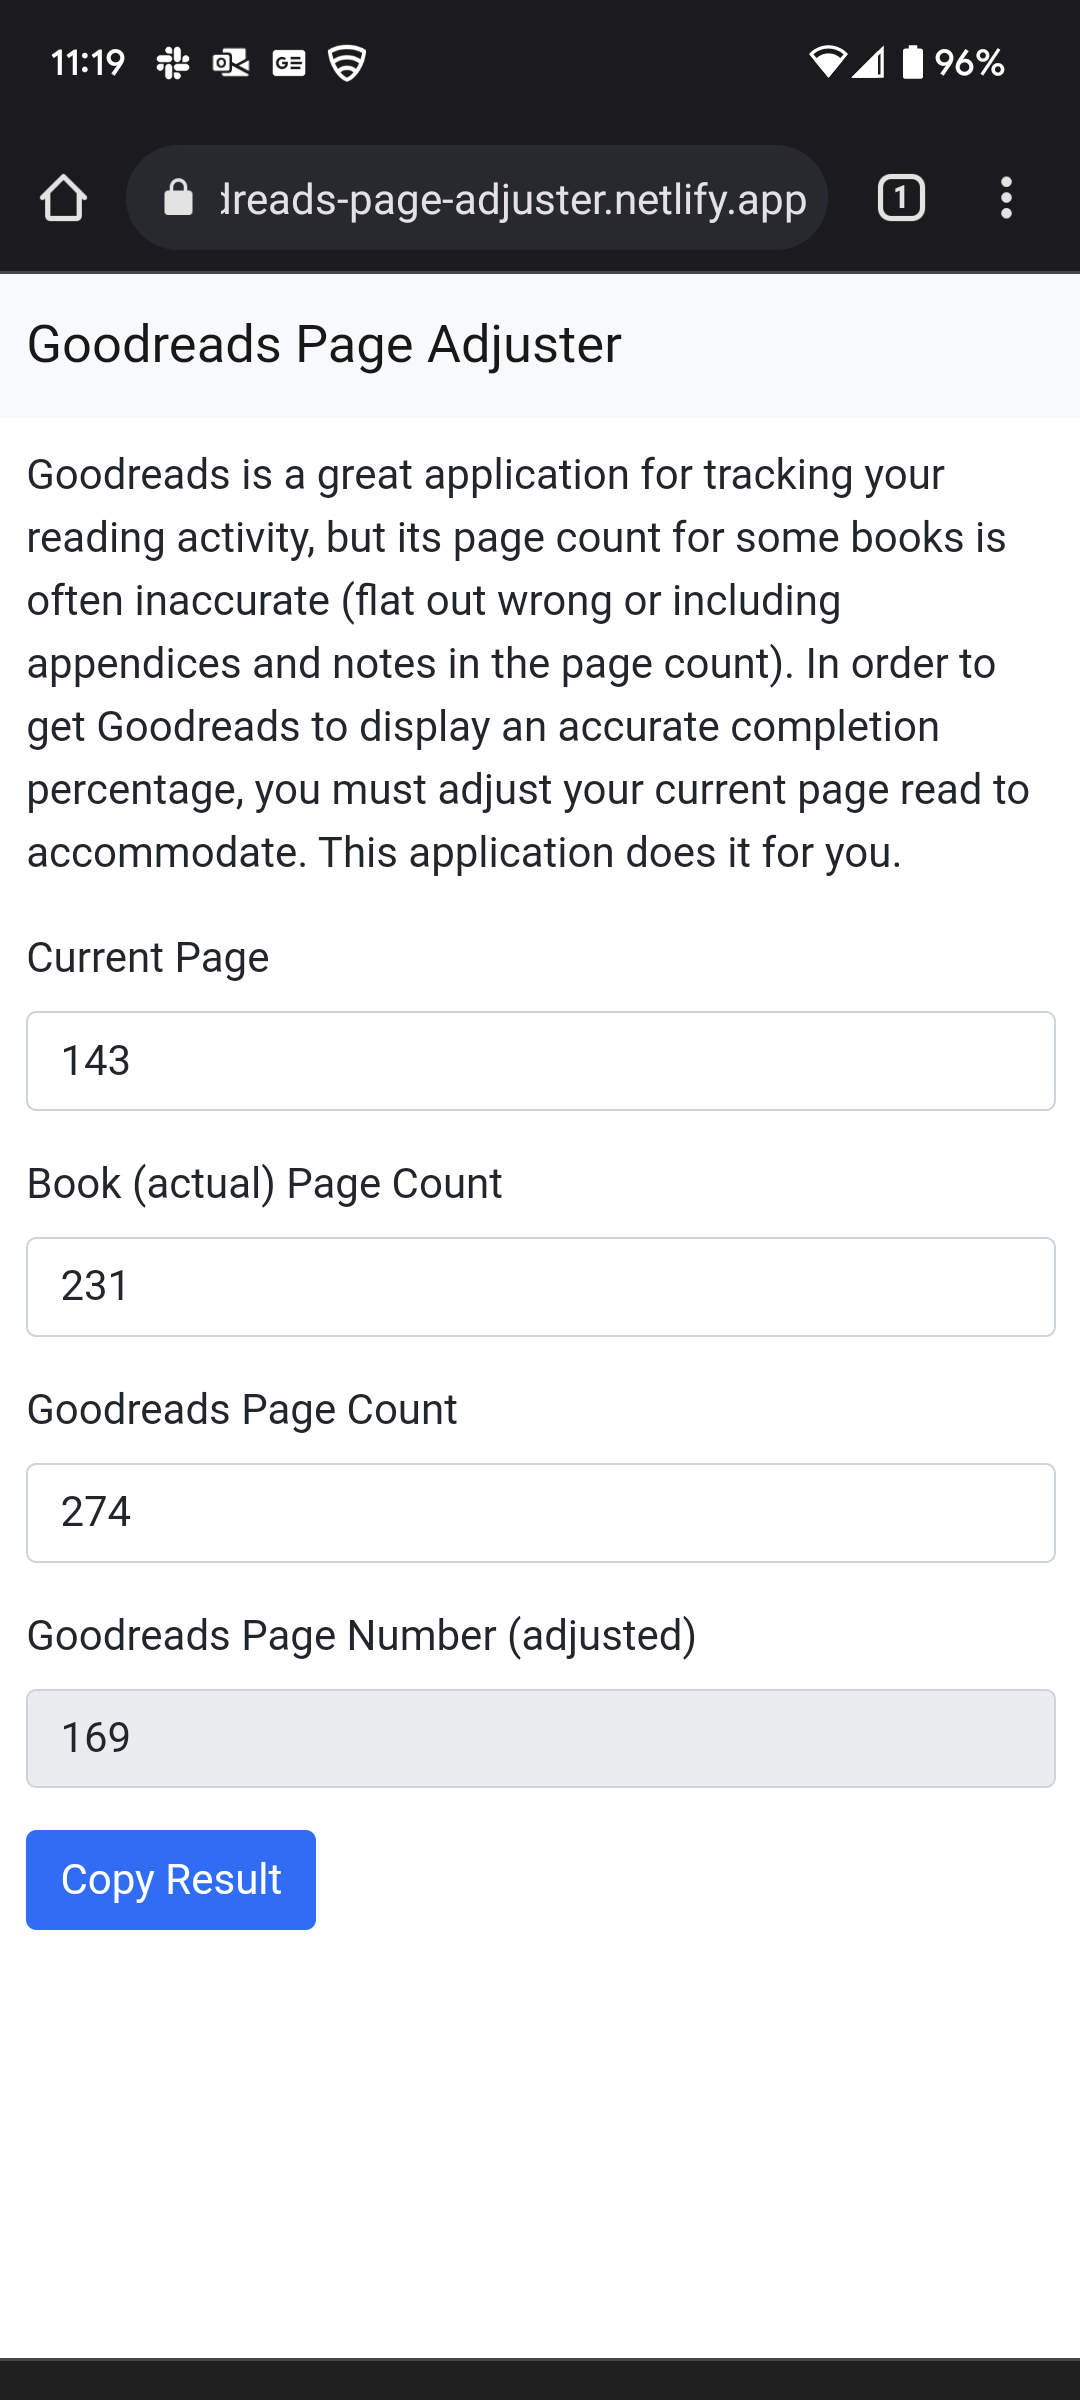 11:19
GE
96%
dreads-page-adjuster.netlify.app
1
Goodreads Page Adjuster
Goodreads is a great application for tracking your
reading activity, but its page count for some books is
often inaccurate (flat out wrong or including
appendices and notes in the page count). In order to
get Goodreads to display an accurate completion
percentage, you must adjust your current page read to
accommodate. This application does it for you.
Current Page
143
Book (actual) Page Count
231
Goodreads Page Count
274
Goodreads Page Number (adjusted)
169
Copy Result